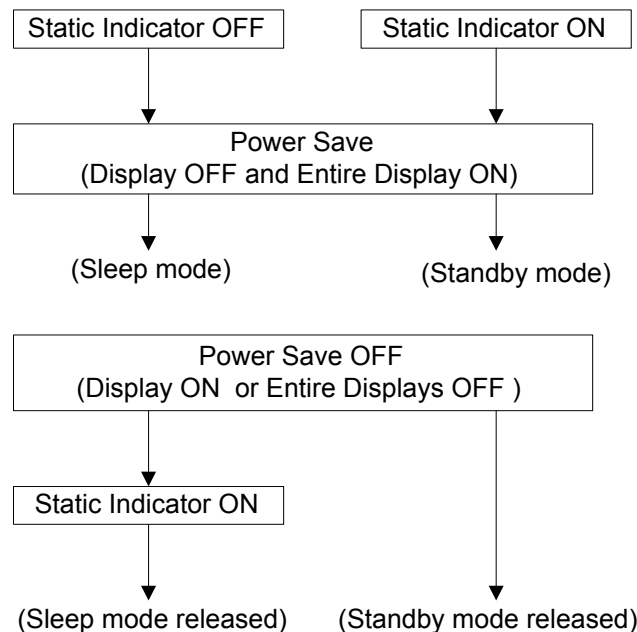 Static Indicator OFF
Static Indicator ON
Power Save
(Display OFF and Entire Display ON)
(Sleep mode)
(Standby mode)
Power Save OFF
(Display ON or Entire Displays OFF )
Static Indicator ON
(Sleep mode released)
(Standby mode released)